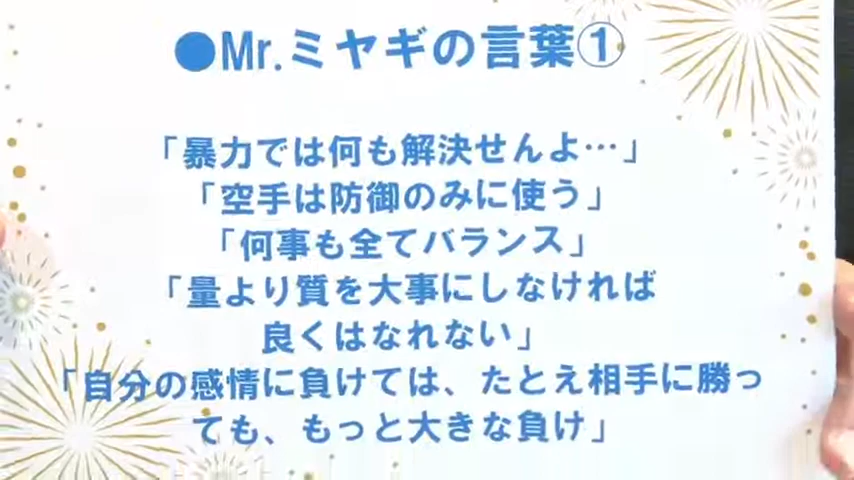 ●Mr.ミヤギの言葉①
「暴力では何も解決せんよ…」
「空手は防御のみに使う」
「何事も全てバランス」
「量より質を大事にしなければ
良くはなれない」
「自分の感情に負けては、たとえ相手に勝っ
ても、もっと大きな負け」